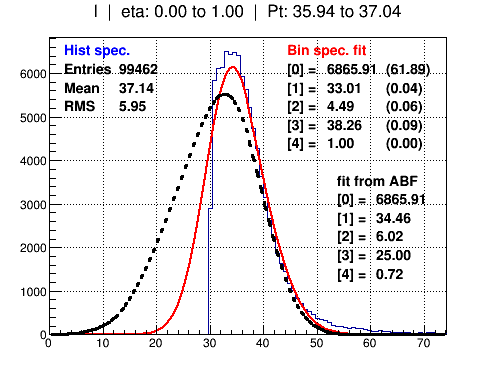 I | eta: 0.00 to 1.00 | Pt: 35.94 to 37.04
Hist spec.
Entries 99462
Mean 37.14
RMS 5.95
Bin spec. fit
[0] = 6865.91 (61.89)
[1] = 33.01 (0.04)
[2] = 4.49 (0.06)
[3] = 38.26 (0.09)
[4] = 1.00 (0.00)
fit from ABF
[0] = 6865.91
[1] = 34.46
[2] = 6.02
[3] = 25.00
[4] = 0.72
6000
5000
4000
3000
2000
1000
0
0 10 20 30 40 50 60 70